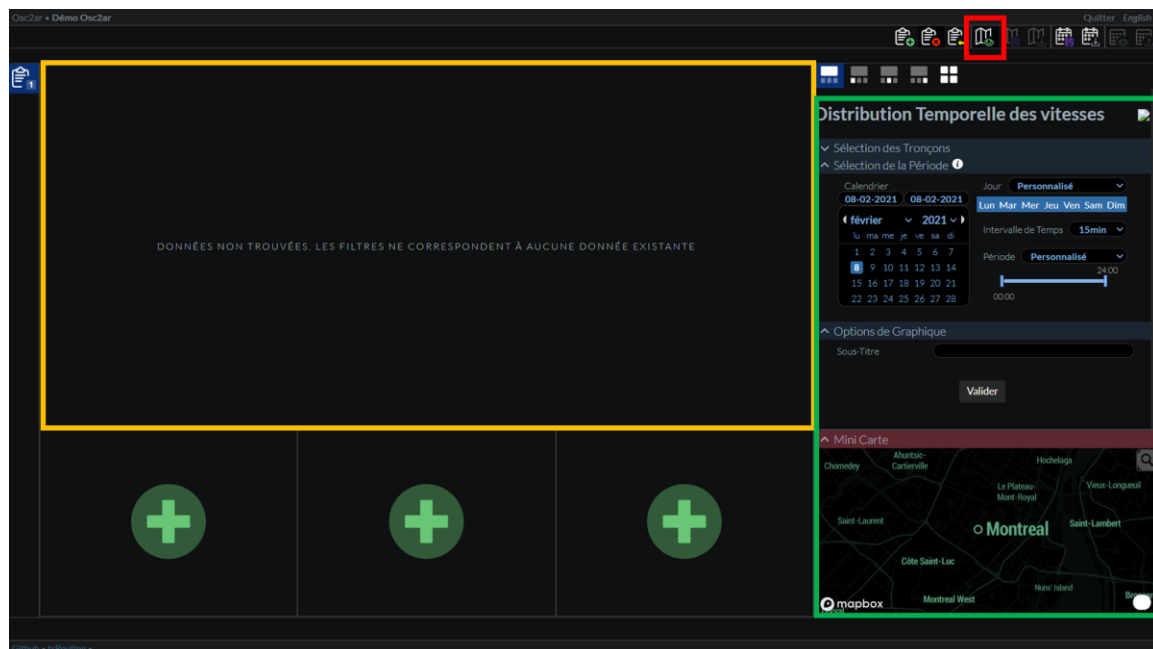 Osc2ar • Démo Osc2ar
Quitter English
1
Distribution Temporelle des vitesses
Sélection des Tronçons
Sélection de la Période
Calendrier
Jour Personnalisé
08-02-2021 08-02-2021
Lun Mar Mer Jeu Ven Sam Dim
février 2021
Intervalle de Temps 15min
lu ma me je ve sa di
1 2 3 4 5 6 7
Période Personnalisé
8 9 10 11 12 13 14
24:00
15 16 17 18 19 20 21
22 23 24 25 26 27 28
00:00
DONNÉES NON TROUVÉES. LES FILTRES NE CORRESPONDENT À AUCUNE DONNÉE EXISTANTE
Options de Graphique
Sous-Titre
Valider
Mini Carte
Ahuntsic-
Cartierville
Chomedey
Hochelaga
Le Plateau-
Mont-Royal
Vieux-Longueuil
Saint-Laurent
Montreal
Saint-Lambert
Côte Saint-Luc
Nuns' Island
Montreal West
mapbox